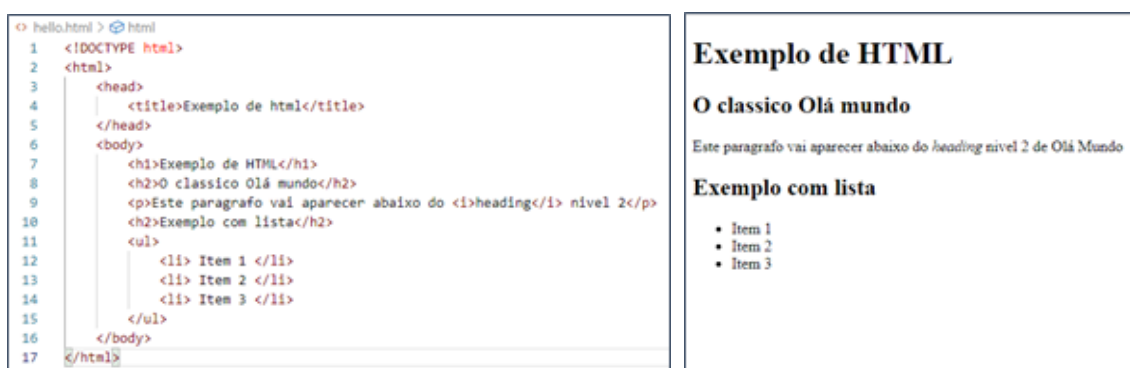 hello.html > html
1 <!DOCTYPE html>
2 <html>
3 <head>
4 <title>Exemplo de html</title>
5 </head>
6 <body>
7 <h1>Exemplo de HTML</h1>
8 <h2>O classico Olá mundo</h2>
9 <p>Este paragrafo vai aparecer abaixo do <i>heading</i> nivel 2</p>
10 <h2>Exemplo com lista</h2>
11 <ul>
12 <li> Item 1 </li>
13 <li> Item 2 </li>
14 <li> Item 3 </li>
15 </ul>
16 </body>
17 </html>
Exemplo de HTML
O classico Olá mundo
Este paragrafo vai aparecer abaixo do heading nivel 2 de Olá Mundo
Exemplo com lista
• Item 1
• Item 2
• Item 3